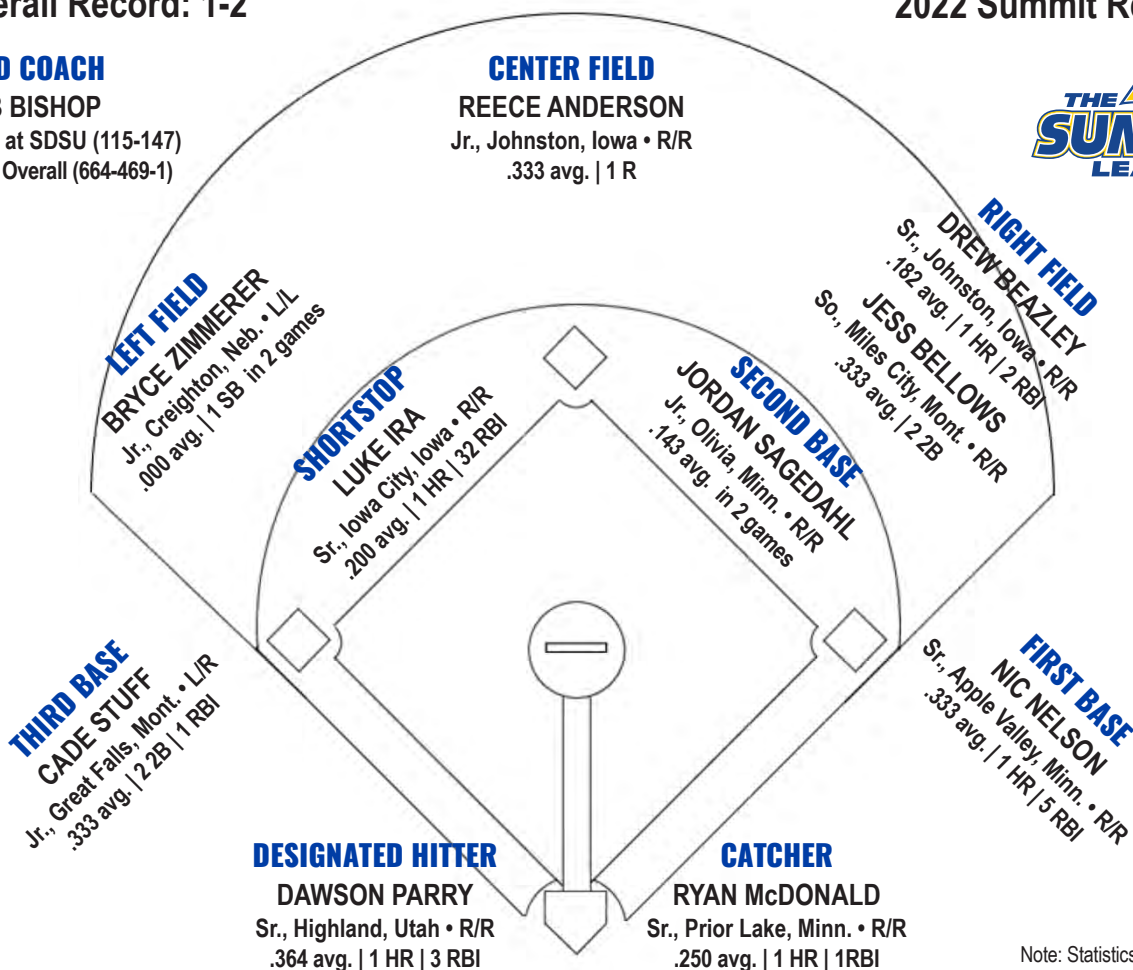 erall Record: 1-2
2022 Summit Re
D COACH
BISHOP
at SDSU (115-147)
Overall (664-469-1)
CENTER FIELD
REECE ANDERSON
Jr., Johnston, Iowa • R/R
.333 avg. | 1 R
THE
SUM
LEA
LEFT FIELD
BRYCE ZIMMERER
Jr., Creighton, Neb. • L/L
.000 avg. | 1 SB in 2 games
RIGHT FIELD
DREW BEAZLEY
Sr., Johnston, Iowa • R/R
.182 avg. | 1 HR | 2 RBI
JESS BELLOWS
So., Miles City, Mont. • R/R
.333 avg. | 2 2B
SHORTSTOP
LUKE IRA
Sr., Iowa City, Iowa • R/R
.200 avg. | 1 HR | 32 RBI
SECOND BASE
JORDAN SAGEDAHL
Jr., Olivia, Minn. • R/R
.143 avg. in 2 games
THIRD BASE
CADE STUFF
Jr., Great Falls, Mont. • L/R
.333 avg. | 2 2B | 1 RBI
FIRST BASE
NIC NELSON
Sr., Apple Valley, Minn. • R/R
.333 avg. | 1 HR | 5 RBI
DESIGNATED HITTER
DAWSON PARRY
Sr., Highland, Utah • R/R
.364 avg. | 1 HR | 3 RBI
CATCHER
RYAN McDONALD
Sr., Prior Lake, Minn. • R/R
.250 avg. | 1 HR | 1RBI
Note: Statistics